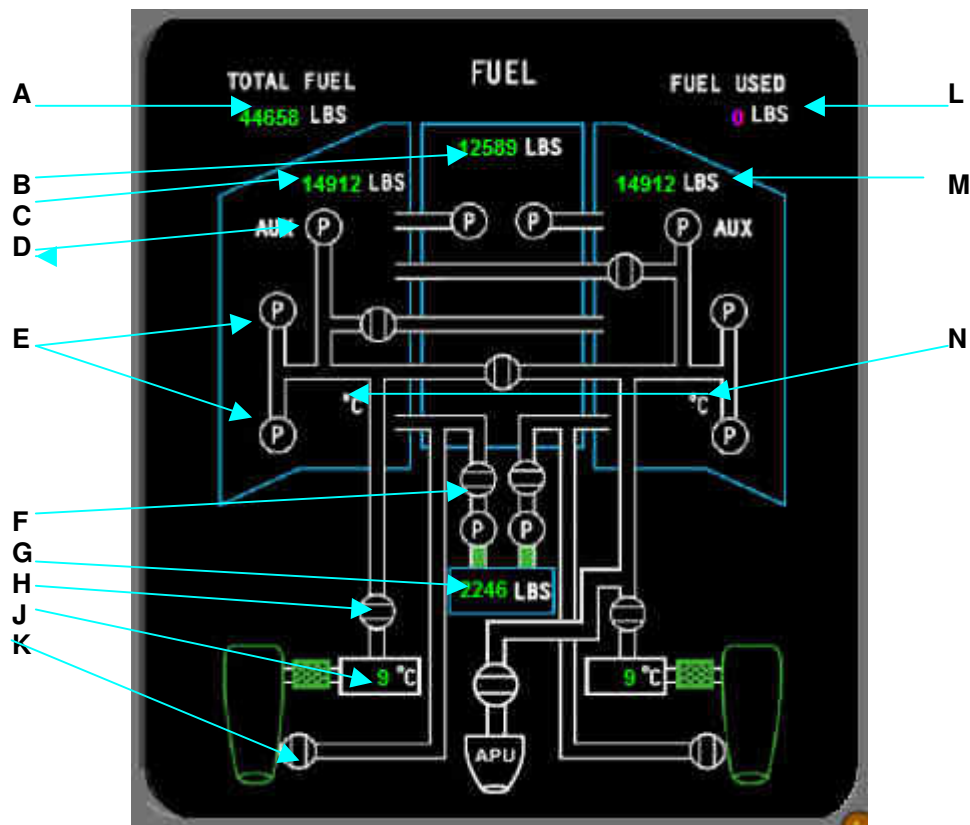 FUEL
TOTAL FUEL
FUEL USED
A
44658 LBS
0 LBS
L
12589 LBS
B
14912 LBS
14912 LBS
M
C
D
AUX P
P
P
P AUX
E
P
P
N
°C
°C
P
P
F
P
P
G
2246 LBS
H
J
K
9 °C
9 °C
APU